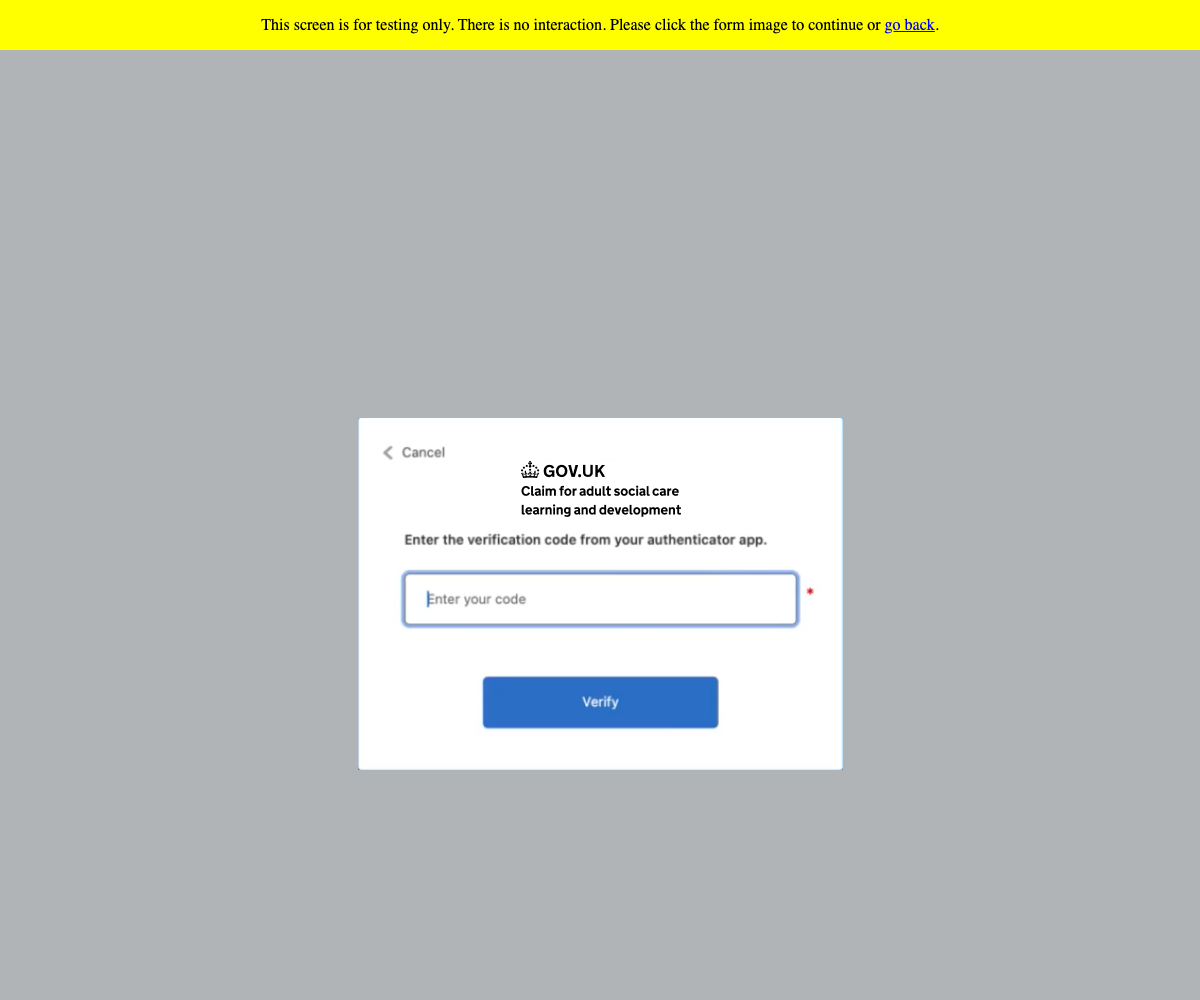 This screen is for testing only. There is no interaction. Please click the form image to continue or go back.
Cancel
GOV.UK
Claim for adult social care
learning and development
Enter the verification code from your authenticator app.
Enter your code
*
Verify